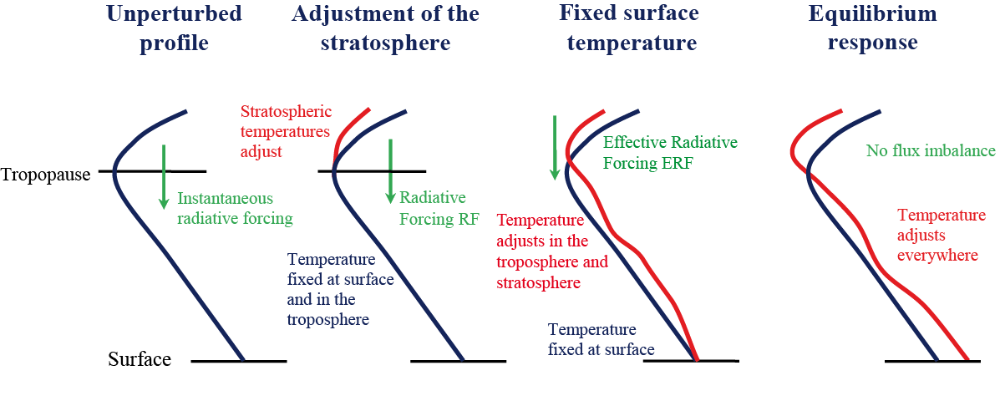 Unperturbed
profile
Adjustment of the
stratosphere
Fixed surface
temperature
Equilibrium
response
Tropopause
Surface
Instantaneous
radiative forcing
Stratospheric
temperatures
adjust
Radiative
Forcing RF
Temperature
fixed at surface
and in the
troposphere
Effective Radiative
Forcing ERF
Temperature
adjusts in the
troposphere and
stratosphere
Temperature
fixed at surface
No flux imbalance
Temperature
adjusts
everywhere